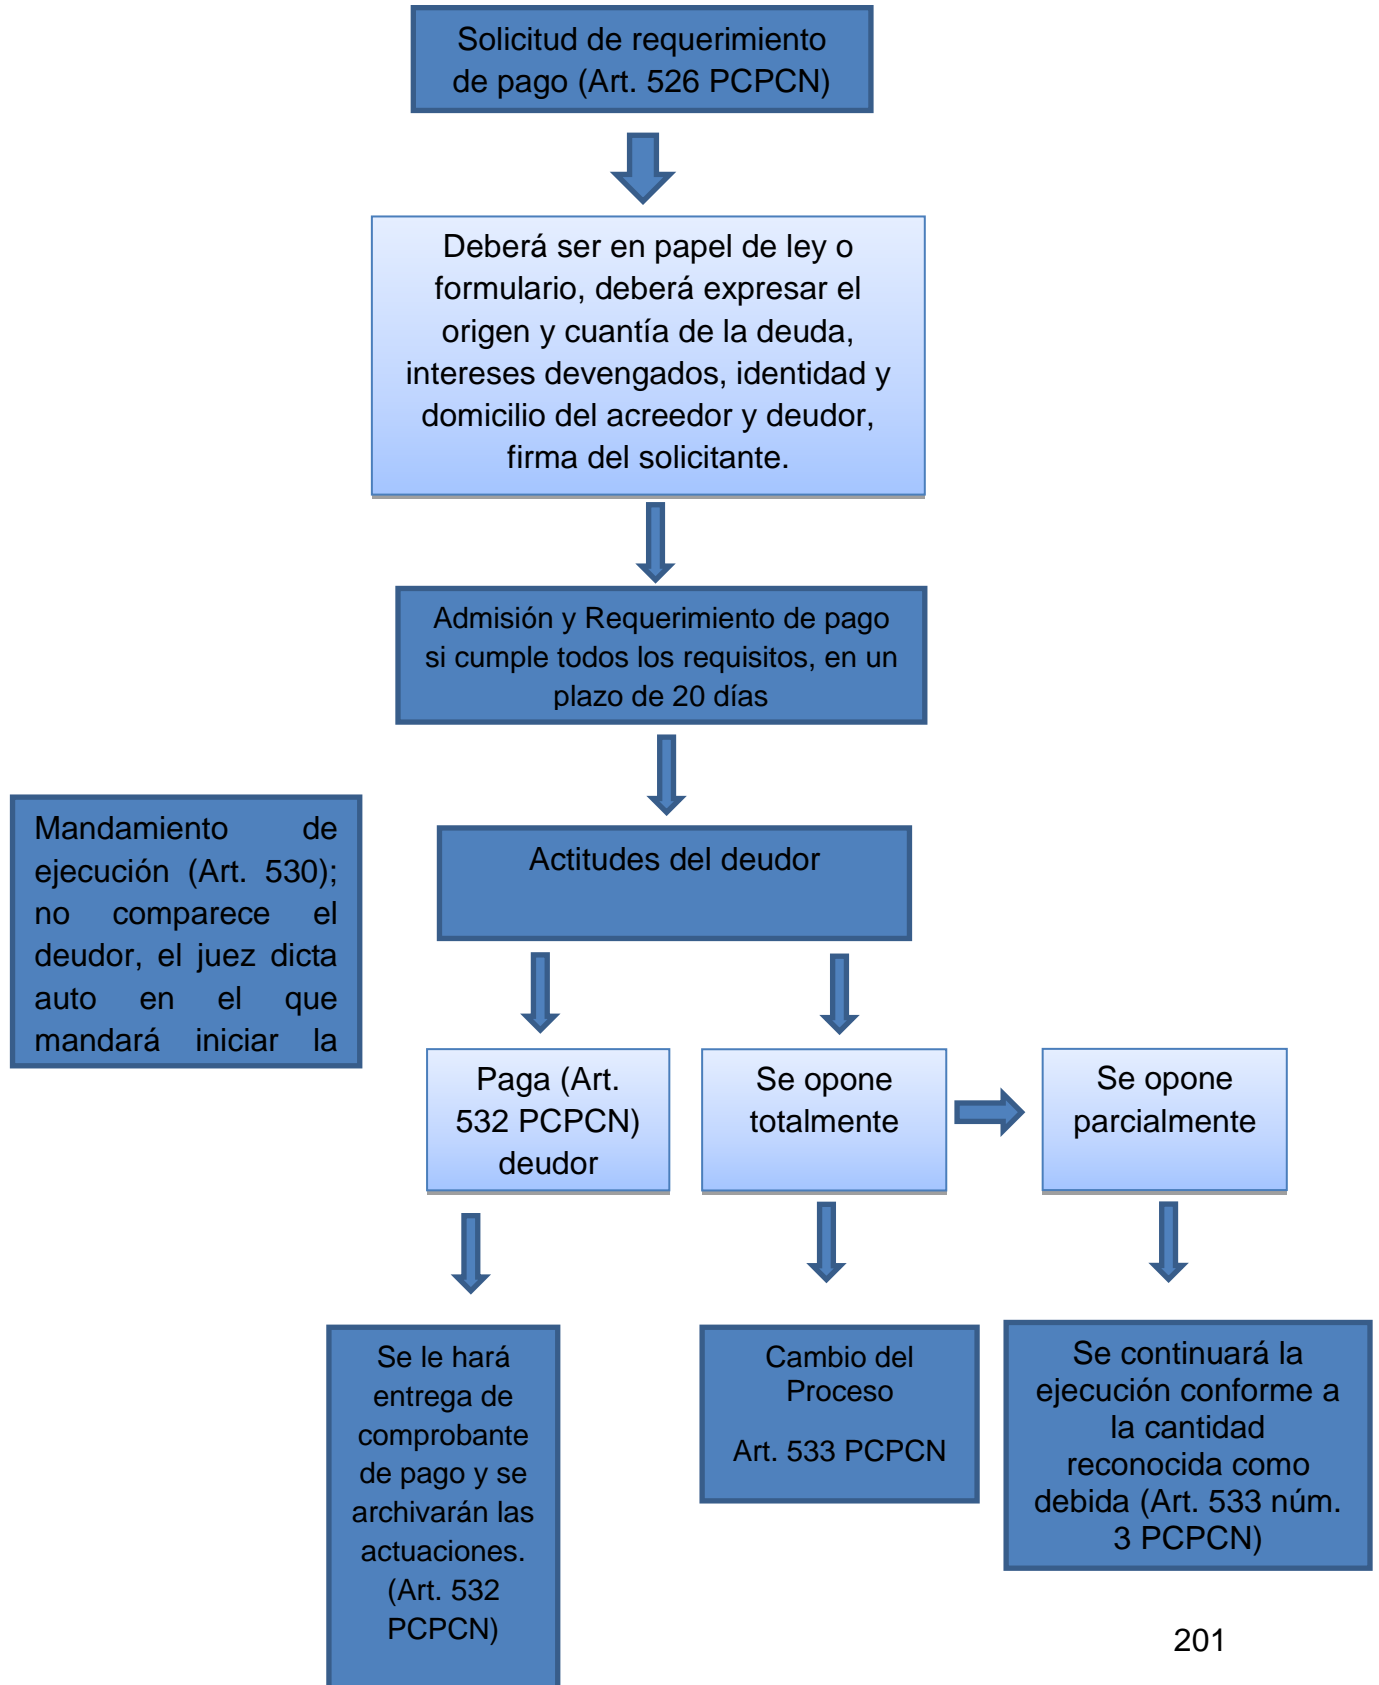 Solicitud de requerimiento
de pago (Art. 526 PCPCN)
Deberá ser en papel de ley o
formulario, deberá expresar el
origen y cuantía de la deuda,
intereses devengados, identidad y
domicilio del acreedor y deudor,
firma del solicitante.
Admisión y Requerimiento de pago
si cumple todos los requisitos, en un
plazo de 20 días
Mandamiento de
ejecución (Art. 530);
no comparece el
deudor, el juez dicta
auto en el que
mandará iniciar la
Actitudes del deudor
Paga (Art.
532 PCPCN)
deudor
Se opone
totalmente
Se opone
parcialmente
Se le hará
entrega de
comprobante
de pago y se
archivarán las
actuaciones.
(Art. 532
PCPCN)
Cambio del
Proceso
Art. 533 PCPCN
Se continuará la
ejecución conforme a
la cantidad
reconocida como
debida (Art. 533 núm.
3 PCPCN)
201